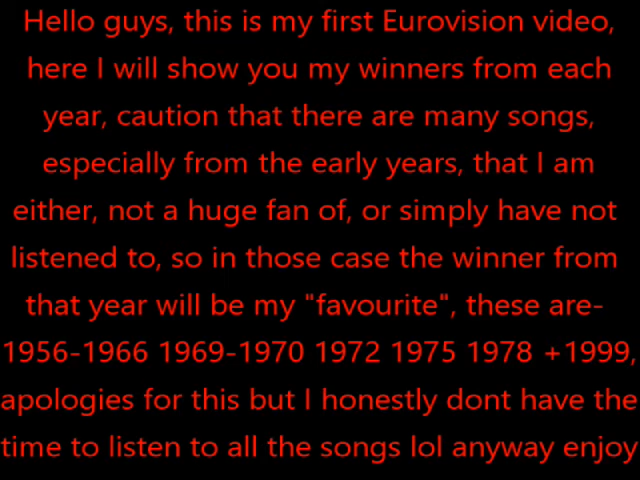 Hello guys, this is my first Eurovision video,
here I will show you my winners from each
year, caution that there are many songs,
especially from the early years, that I am
either, not a huge fan of, or simply have not
listened to, so in those case the winner from
that year will be my "favourite", these are-
1956-1966 1969-1970 1972 1975 1978 +1999,
apologies for this but I honestly dont have the
time to listen to all the songs lol anyway enjoy